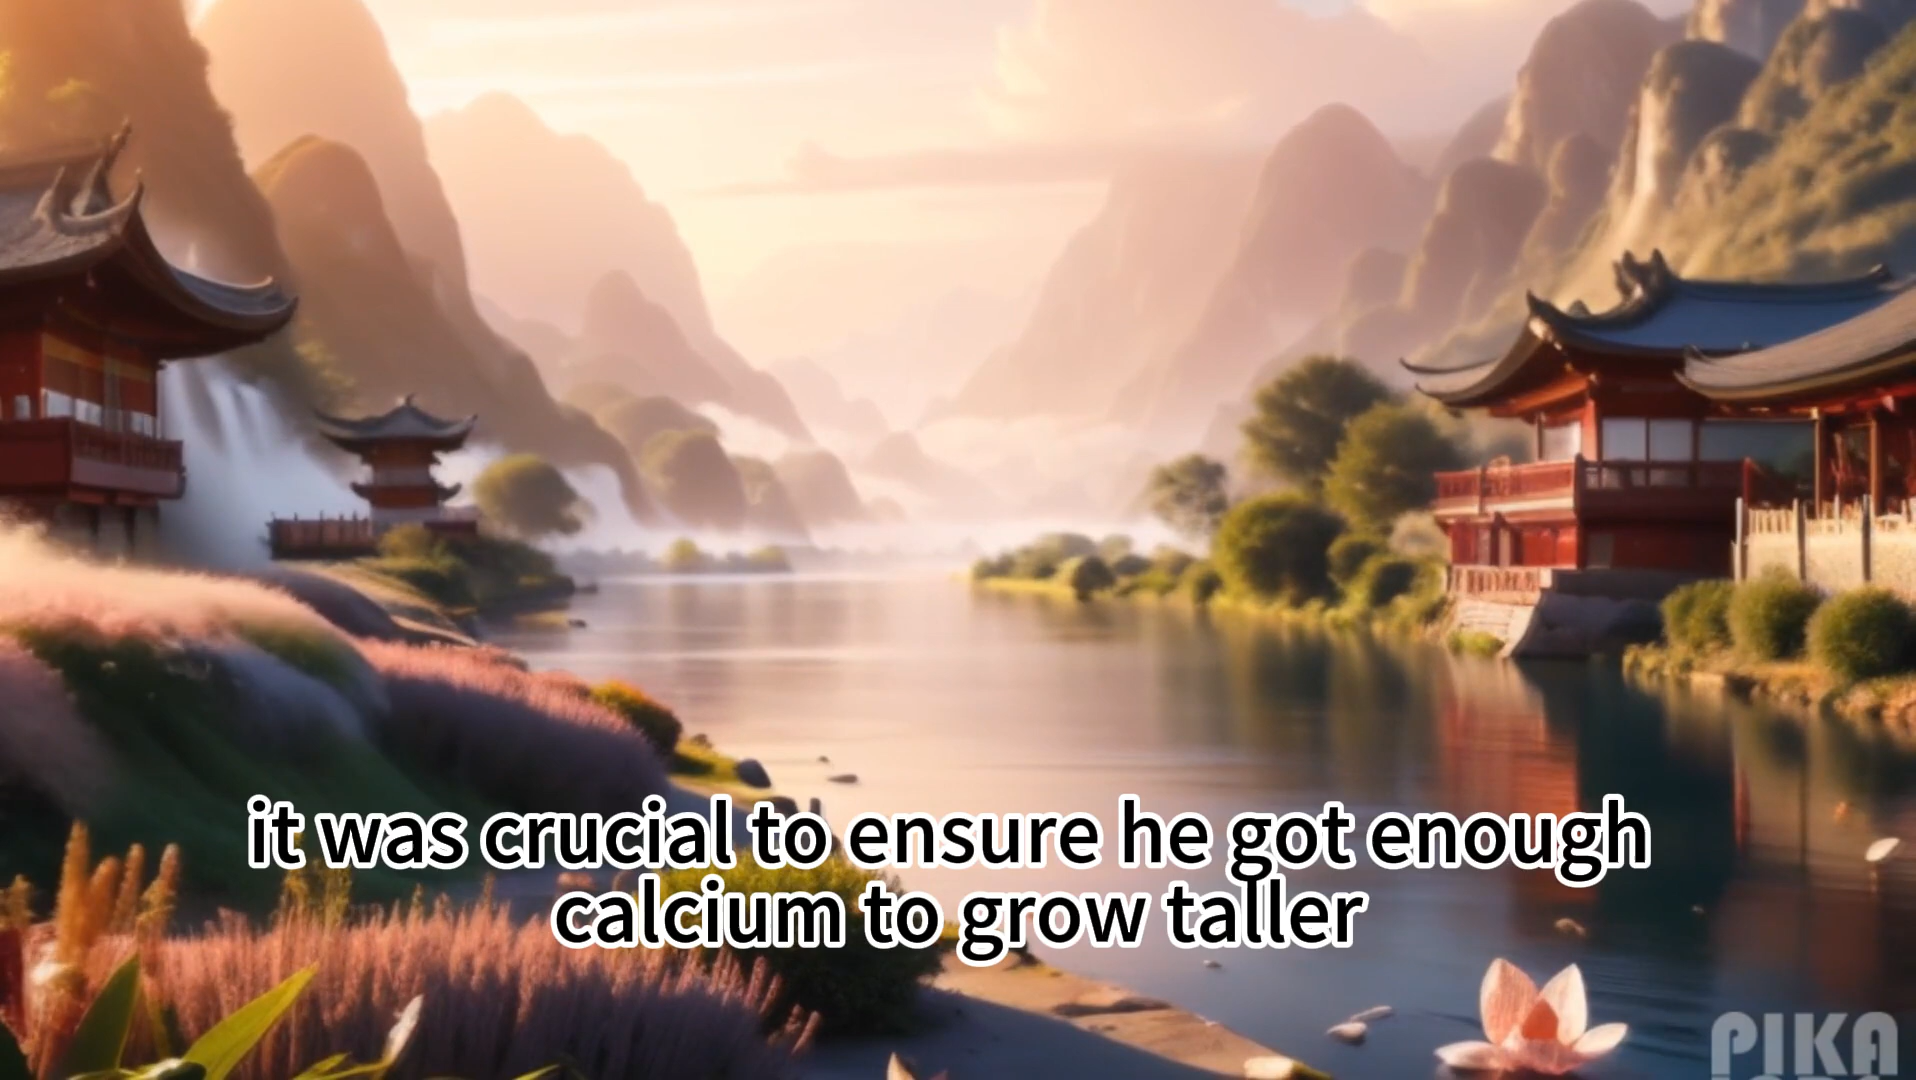 it was crucial to ensure he got enough
calcium to grow taller
PIKA